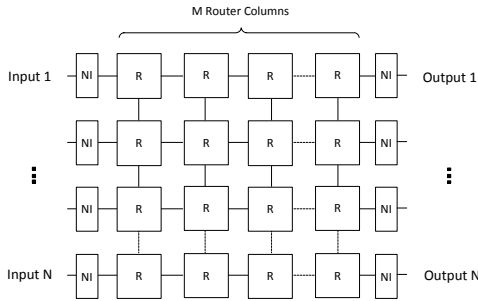 M Router Columns
Input 1 NI R R R R NI Output 1
NI R R R R NI
NI R R R R NI
Input N NI R R R R NI Output N